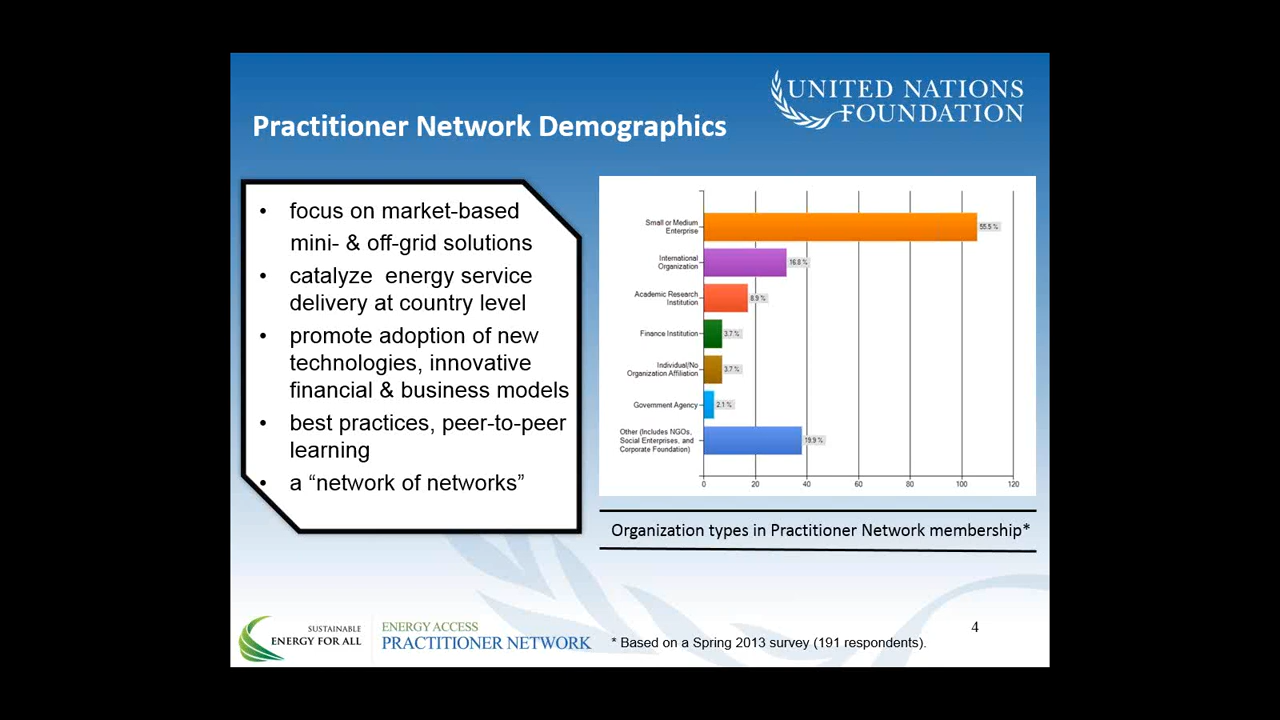 UNITED NATIONS
FOUNDATION
Practitioner Network Demographics
• focus on market-based
mini- & off-grid solutions
• catalyze energy service
delivery at country level
• promote adoption of new
technologies, innovative
financial & business models
• best practices, peer-to-peer
learning
• a “network of networks”
Small or Medium
Enterprise
55.5 %
International
Organization
16.8 %
Academic Research
Institution
8.9 %
Finance Institution
3.7 %
Individual/No
Organization Affiliation
3.7 %
Government Agency
2.1 %
Other (Includes NGOs,
Social Enterprises, and
Corporate Foundation)
19.9 %
0 20 40 60 80 100 120
Organization types in Practitioner Network membership*
SUSTAINABLE
ENERGY FOR ALL
ENERGY ACCESS
PRACTITIONER NETWORK
* Based on a Spring 2013 survey (191 respondents).
4